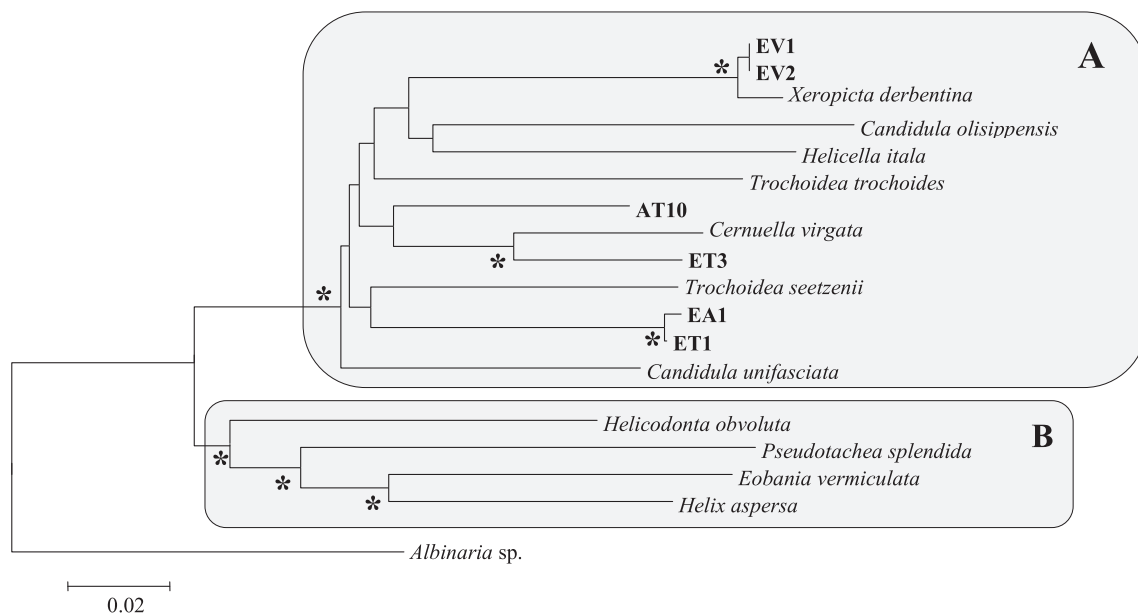 A
EV1
EV2
Xeropicta derbentina
Candidula olisippensis
Helicella itala
Trochoidea trochoides
AT10
Cernuella virgata
ET3
Trochoidea seetzenii
EA1
ET1
Candidula unifasciata
B
Helicodonta obvoluta
Pseudotachea splendida
Eobania vermiculata
Helix aspersa
Albinaria sp.
0.02